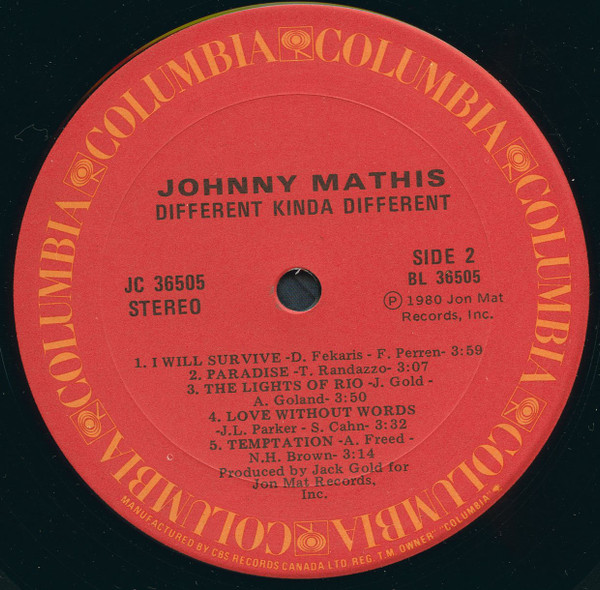 COLUMBIA COLUMBIA COLUMBIA COLUMBIA COLUMBIA COLUMBIA COLUMBIA
JOHNNY MATHIS
DIFFERENT KINDA DIFFERENT
JC 36505
STEREO
SIDE 2
BL 36505
Ⓟ 1980 Jon Mat
Records, Inc.
1. I WILL SURVIVE -D. Fekaris - F. Perren- 3:59
2. PARADISE -T. Randazzo- 3:07
3. THE LIGHTS OF RIO -J. Gold -
A. Goland- 3:50
4. LOVE WITHOUT WORDS
-J.L. Parker - S. Cahn- 3:32
5. TEMPTATION -A. Freed -
N.H. Brown- 3:14
Produced by Jack Gold for
Jon Mat Records,
Inc.
MANUFACTURED BY CBS RECORDS CANADA LTD. REG. T.M. OWNER "COLUMBIA"